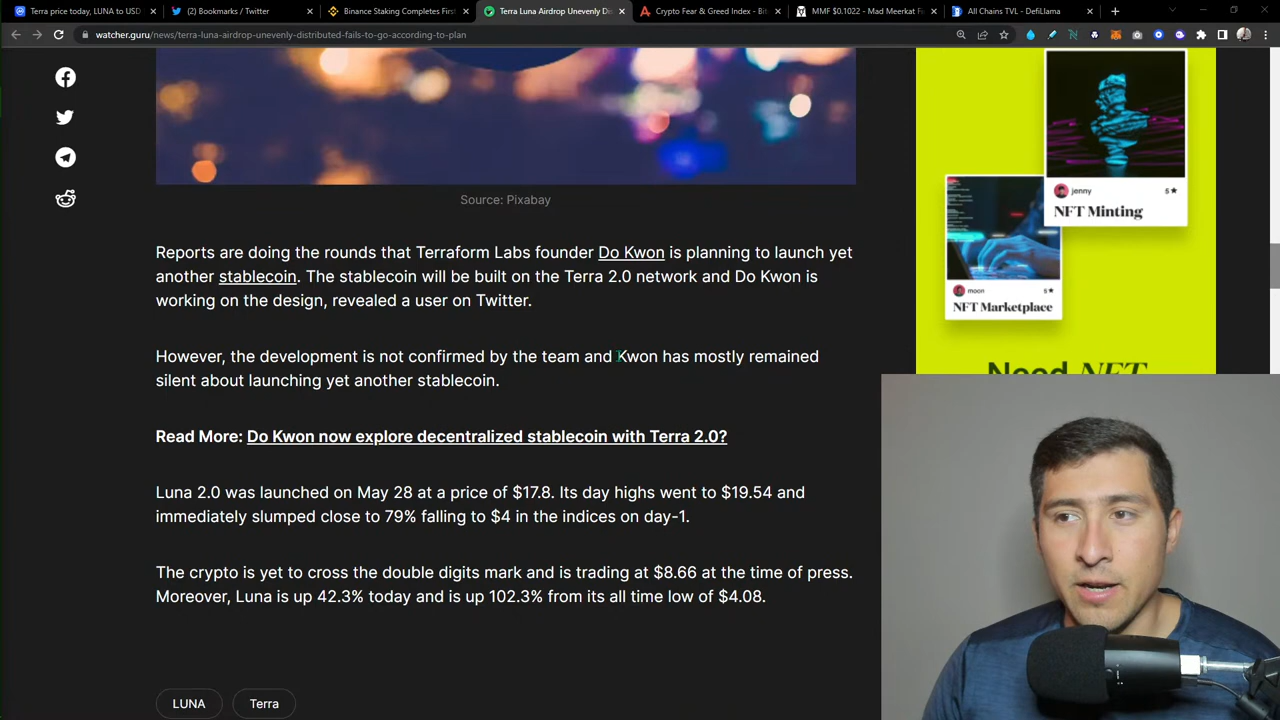 Terra price today, LUNA to USD
(2) Bookmarks / Twitter
Binance Staking Completes First
Terra Luna Airdrop Unevenly Dis
Crypto Fear & Greed Index - Bit
MMF $0.1022 - Mad Meerkat Fi
All Chains TVL - DefiLlama
watcher.guru/news/terra-luna-airdrop-unevenly-distributed-fails-to-go-according-to-plan
Source: Pixabay
Reports are doing the rounds that Terraform Labs founder Do Kwon is planning to launch yet
another stablecoin. The stablecoin will be built on the Terra 2.0 network and Do Kwon is
working on the design, revealed a user on Twitter.
However, the development is not confirmed by the team and Kwon has mostly remained
silent about launching yet another stablecoin.
Read More: Do Kwon now explore decentralized stablecoin with Terra 2.0?
Luna 2.0 was launched on May 28 at a price of $17.8. Its day highs went to $19.54 and
immediately slumped close to 79% falling to $4 in the indices on day-1.
The crypto is yet to cross the double digits mark and is trading at $8.66 at the time of press.
Moreover, Luna is up 42.3% today and is up 102.3% from its all time low of $4.08.
LUNA
Terra
jenny
5★
NFT Minting
moon
5★
NFT Marketplace
Need NFT